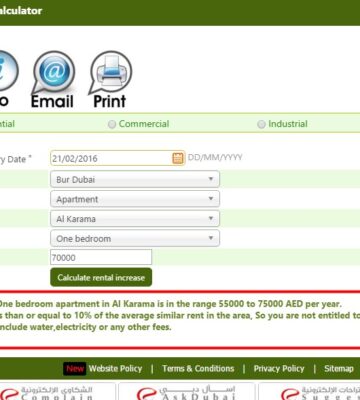 alculator
o Email Print
ntial Commercial Industrial
ry Date * 21/02/2016 DD/MM/YYYY
Bur Dubai
Apartment
Al Karama
One bedroom
70000
Calculate rental increase
One bedroom apartment in Al Karama is in the range 55000 to 75000 AED per year.
s than or equal to 10% of the average similar rent in the area, So you are not entitled to
nclude water,electricity or any other fees.
New Website Policy | Terms & Conditions | Privacy Policy | Sitemap
الشكاوى الإلكترونية
Complain
اسأل دبي
AskDubai
تراحات الإلكترونية
Sugges